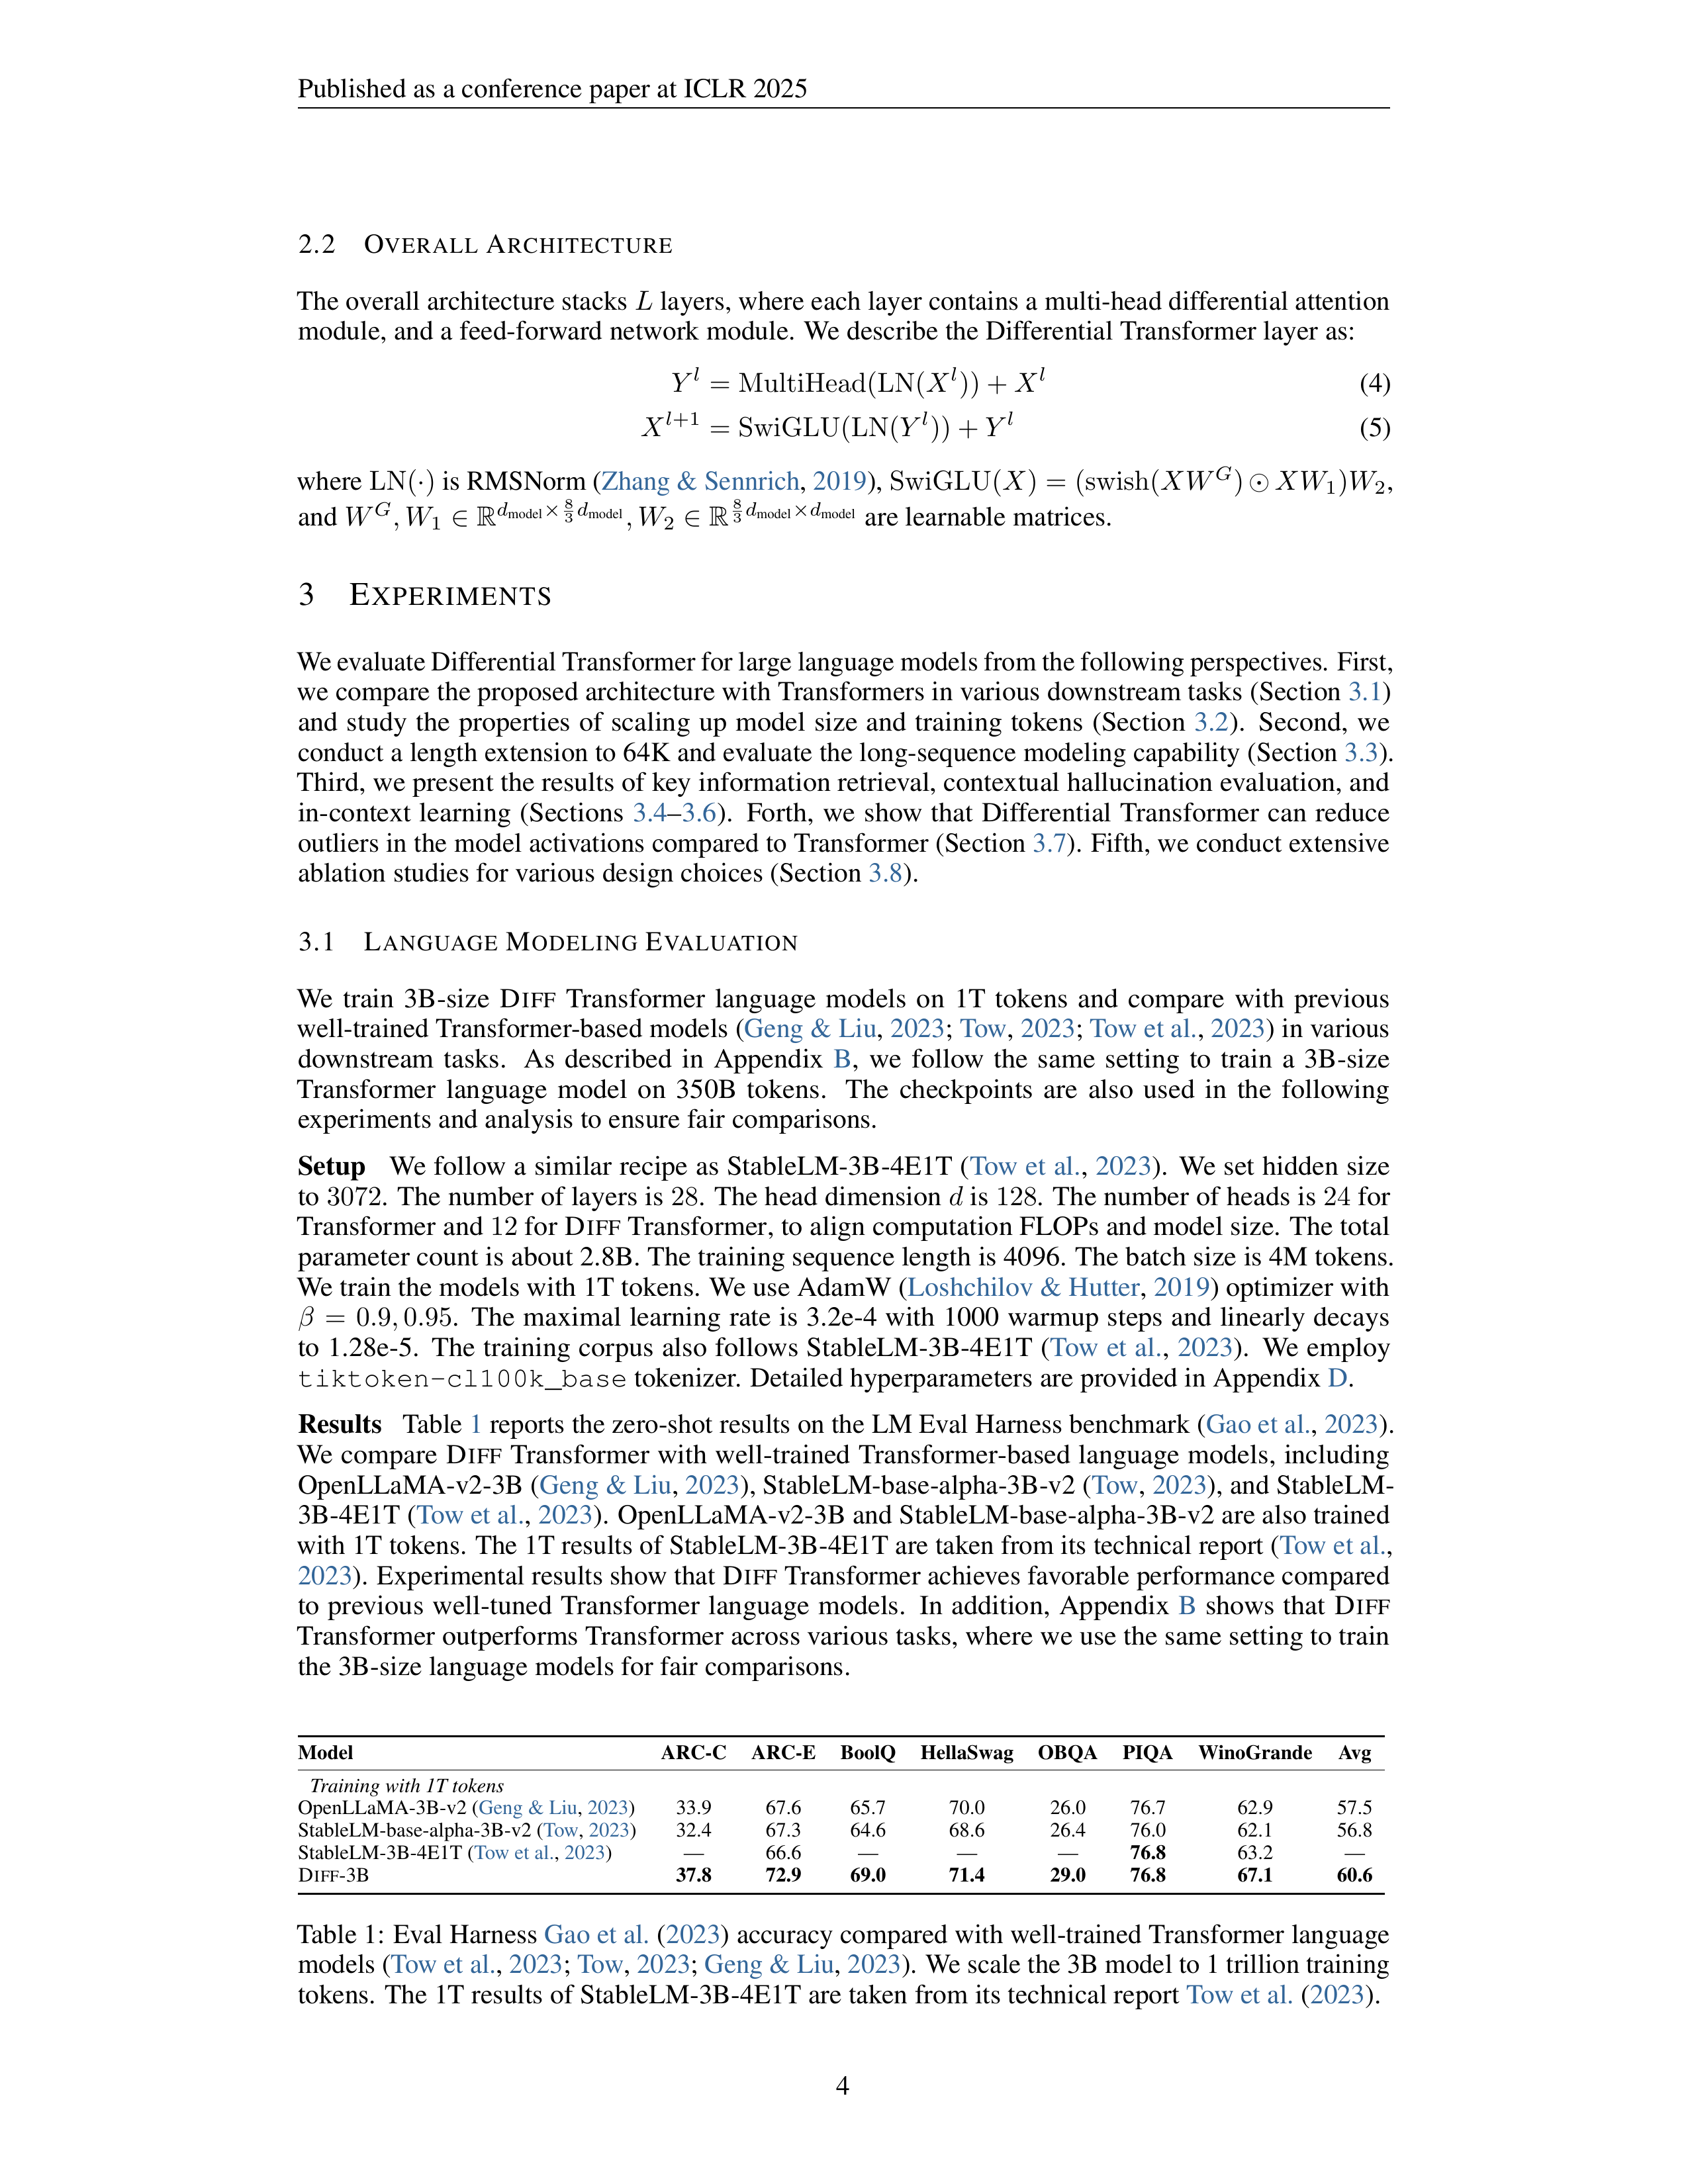 Published as a conference paper at ICLR 2025
2.2 OVERALL ARCHITECTURE
The overall architecture stacks L layers, where each layer contains a multi-head differential attention
module, and a feed-forward network module. We describe the Differential Transformer layer as:
Y^l = MultiHead(LN(X^l)) + X^l (4)
X^{l+1} = SwiGLU(LN(Y^l)) + Y^l (5)
where LN(·) is RMSNorm (Zhang & Sennrich, 2019), SwiGLU(X) = (swish(XW^G) ⊙ XW_1)W_2,
and W^G, W_1 ∈ ℝ^{d_model × 8/3 d_model}, W_2 ∈ ℝ^{8/3 d_model × d_model} are learnable matrices.
3 EXPERIMENTS
We evaluate Differential Transformer for large language models from the following perspectives. First,
we compare the proposed architecture with Transformers in various downstream tasks (Section 3.1)
and study the properties of scaling up model size and training tokens (Section 3.2). Second, we
conduct a length extension to 64K and evaluate the long-sequence modeling capability (Section 3.3).
Third, we present the results of key information retrieval, contextual hallucination evaluation, and
in-context learning (Sections 3.4–3.6). Forth, we show that Differential Transformer can reduce
outliers in the model activations compared to Transformer (Section 3.7). Fifth, we conduct extensive
ablation studies for various design choices (Section 3.8).
3.1 LANGUAGE MODELING EVALUATION
We train 3B-size DIFF Transformer language models on 1T tokens and compare with previous
well-trained Transformer-based models (Geng & Liu, 2023; Tow, 2023; Tow et al., 2023) in various
downstream tasks. As described in Appendix B, we follow the same setting to train a 3B-size
Transformer language model on 350B tokens. The checkpoints are also used in the following
experiments and analysis to ensure fair comparisons.
Setup We follow a similar recipe as StableLM-3B-4E1T (Tow et al., 2023). We set hidden size
to 3072. The number of layers is 28. The head dimension d is 128. The number of heads is 24 for
Transformer and 12 for DIFF Transformer, to align computation FLOPs and model size. The total
parameter count is about 2.8B. The training sequence length is 4096. The batch size is 4M tokens.
We train the models with 1T tokens. We use AdamW (Loshchilov & Hutter, 2019) optimizer with
β = 0.9, 0.95. The maximal learning rate is 3.2e-4 with 1000 warmup steps and linearly decays
to 1.28e-5. The training corpus also follows StableLM-3B-4E1T (Tow et al., 2023). We employ
tiktoken-cl100k_base tokenizer. Detailed hyperparameters are provided in Appendix D.
Results Table 1 reports the zero-shot results on the LM Eval Harness benchmark (Gao et al., 2023).
We compare DIFF Transformer with well-trained Transformer-based language models, including
OpenLLaMA-v2-3B (Geng & Liu, 2023), StableLM-base-alpha-3B-v2 (Tow, 2023), and StableLM-
3B-4E1T (Tow et al., 2023). OpenLLaMA-v2-3B and StableLM-base-alpha-3B-v2 are also trained
with 1T tokens. The 1T results of StableLM-3B-4E1T are taken from its technical report (Tow et al.,
2023). Experimental results show that DIFF Transformer achieves favorable performance compared
to previous well-tuned Transformer language models. In addition, Appendix B shows that DIFF
Transformer outperforms Transformer across various tasks, where we use the same setting to train
the 3B-size language models for fair comparisons.
Model ARC-C ARC-E BoolQ HellaSwag OBQA PIQA WinoGrande Avg
Training with 1T tokens
OpenLLaMA-3B-v2 (Geng & Liu, 2023) 33.9 67.6 65.7 70.0 26.0 76.7 62.9 57.5
StableLM-base-alpha-3B-v2 (Tow, 2023) 32.4 67.3 64.6 68.6 26.4 76.0 62.1 56.8
StableLM-3B-4E1T (Tow et al., 2023) — 66.6 — — — 76.8 63.2 —
DIFF-3B 37.8 72.9 69.0 71.4 29.0 76.8 67.1 60.6
Table 1: Eval Harness Gao et al. (2023) accuracy compared with well-trained Transformer language
models (Tow et al., 2023; Tow, 2023; Geng & Liu, 2023). We scale the 3B model to 1 trillion training
tokens. The 1T results of StableLM-3B-4E1T are taken from its technical report Tow et al. (2023).
4